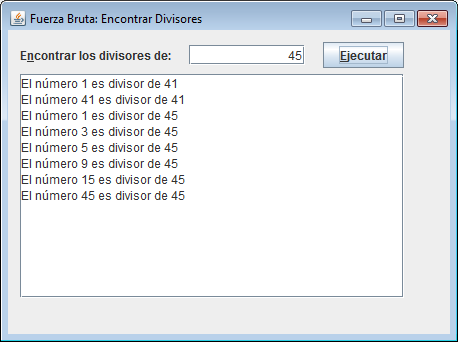 Fuerza Bruta: Encontrar Divisores
Encontrar los divisores de: 45 Ejecutar
El número 1 es divisor de 41
El número 41 es divisor de 41
El número 1 es divisor de 45
El número 3 es divisor de 45
El número 5 es divisor de 45
El número 9 es divisor de 45
El número 15 es divisor de 45
El número 45 es divisor de 45